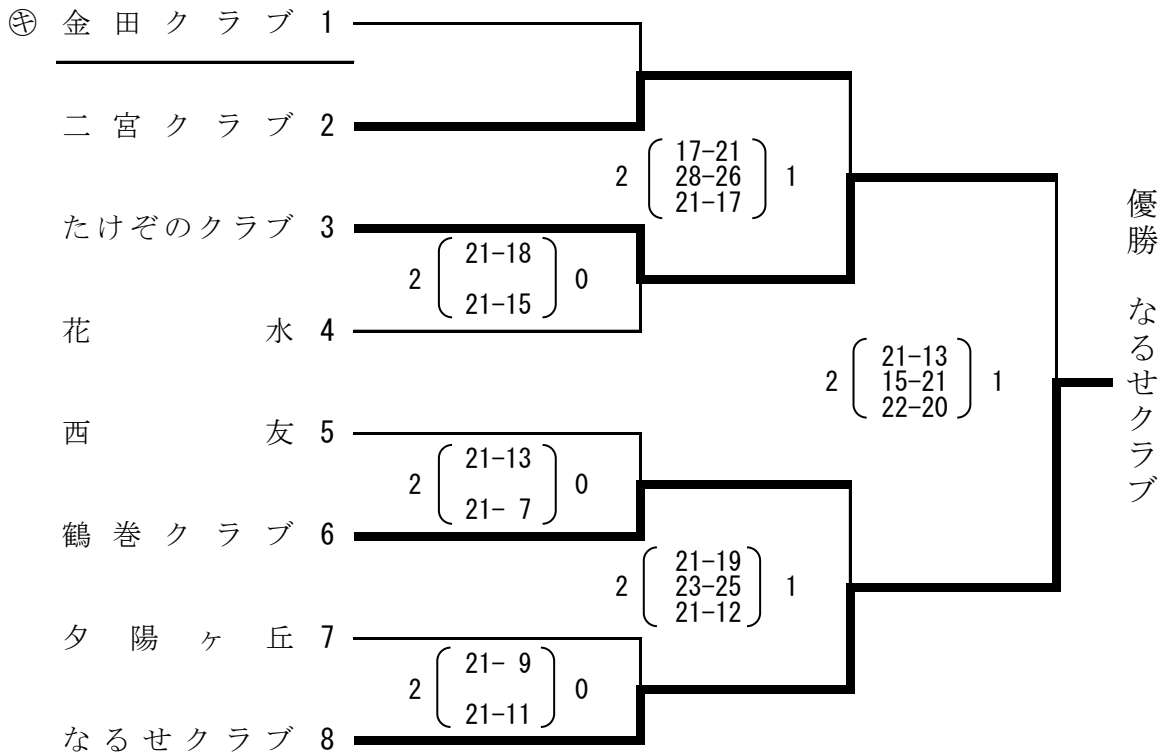 ㋖ 金田クラブ 1
二宮クラブ 2
2 17-21 1
28-26
21-17
たけぞのクラブ 3
2 21-18 0
21-15
花水 4
2 21-13 1
15-21
22-20
優勝 なるせクラブ
西友 5
2 21-13 0
21- 7
鶴巻クラブ 6
2 21-19 1
23-25
21-12
夕陽ヶ丘 7
2 21- 9 0
21-11
なるせクラブ 8